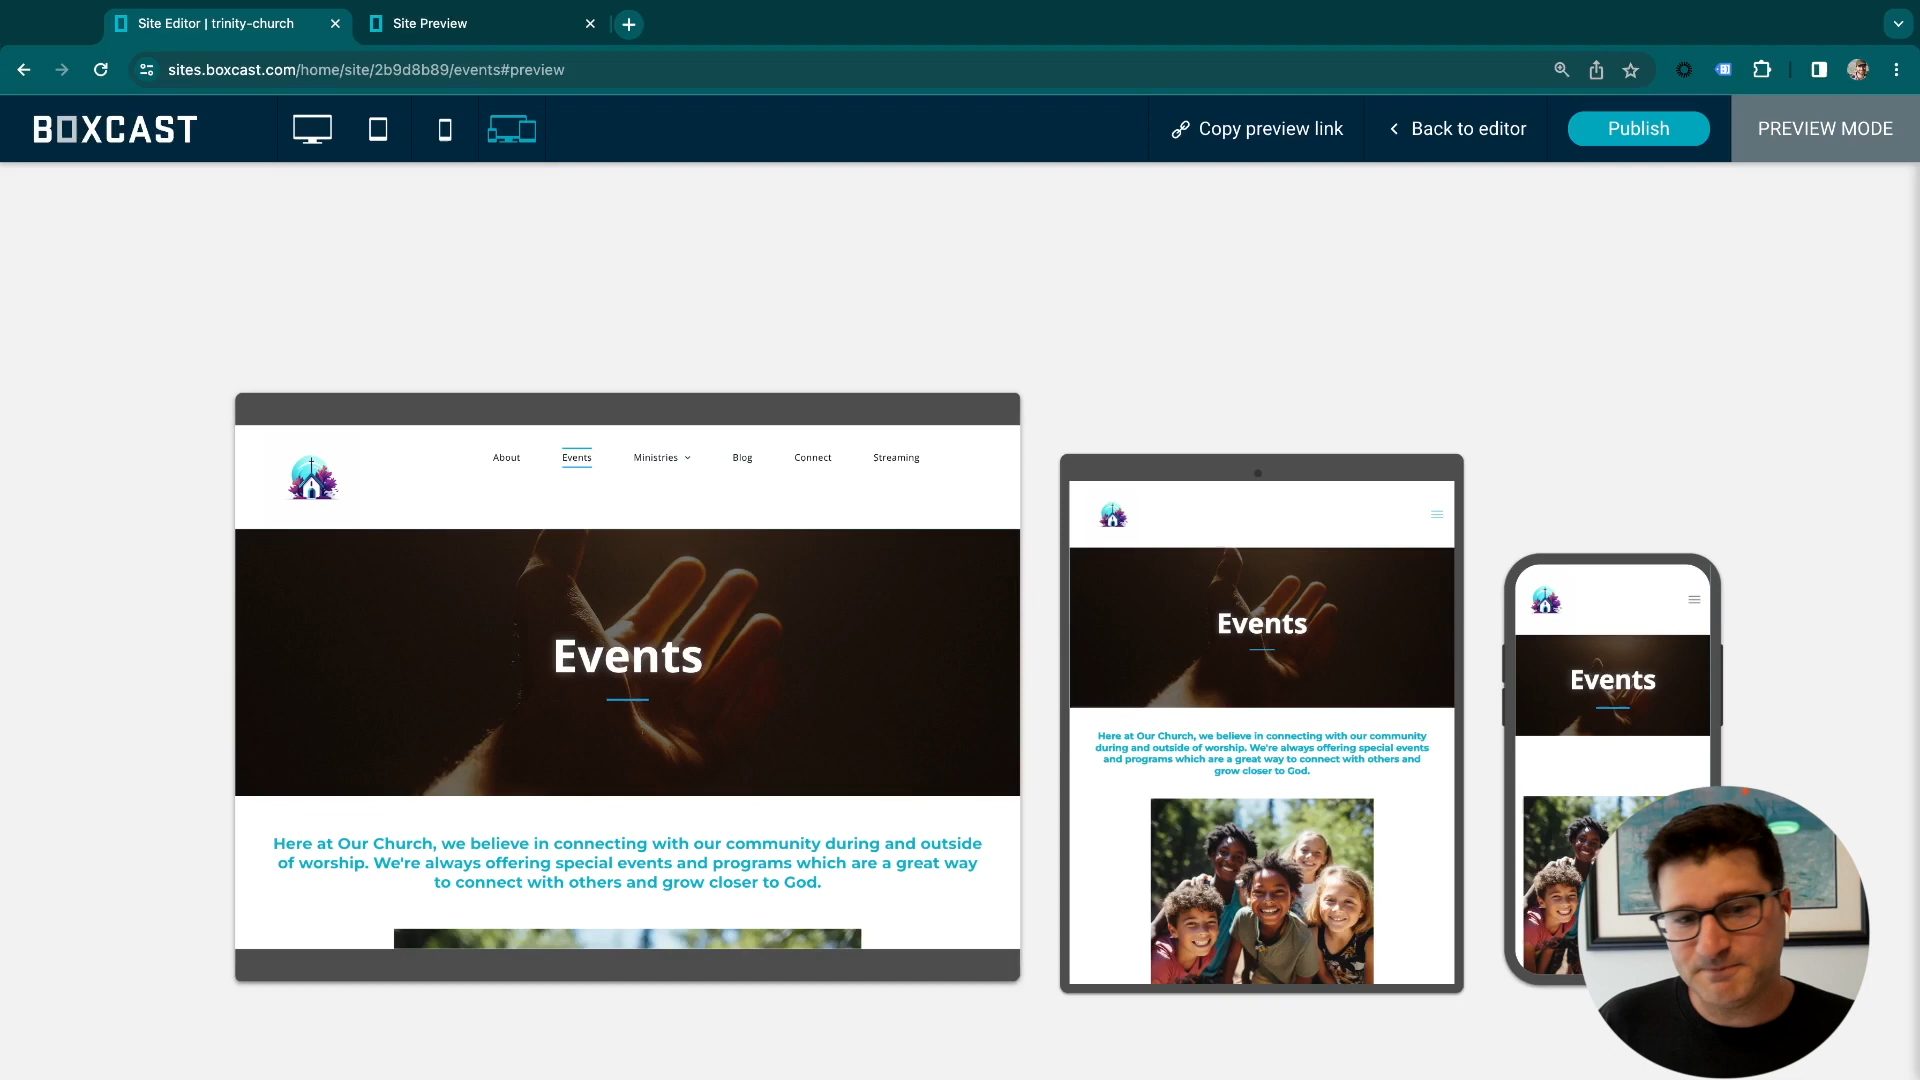 Site Editor | trinity-church
Site Preview
sites.boxcast.com/home/site/2b9d8b89/events#preview
BOXCAST
Copy preview link
Back to editor
Publish
PREVIEW MODE
About
Events
Ministries
Blog
Connect
Streaming
Events
Here at Our Church, we believe in connecting with our community during and outside
of worship. We're always offering special events and programs which are a great way
to connect with others and grow closer to God.
Events
Here at Our Church, we believe in connecting with our community
during and outside of worship. We're always offering special events
and programs which are a great way to connect with others and
grow closer to God.
Events